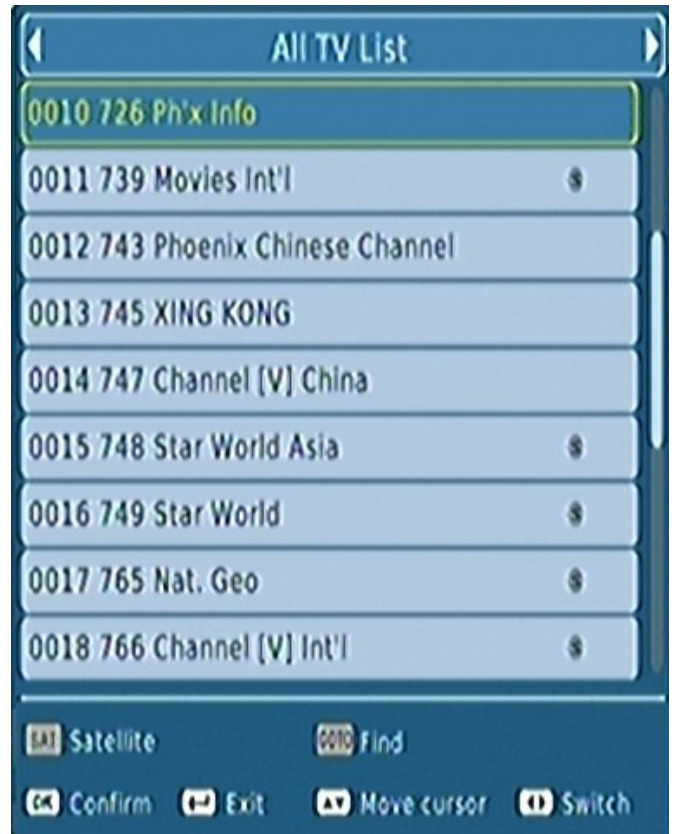 All TV List
0010 726 Ph'x Info
0011 739 Movies Int'l
0012 743 Phoenix Chinese Channel
0013 745 XING KONG
0014 747 Channel [V] China
0015 748 Star World Asia
0016 749 Star World
0017 765 Nat. Geo
0018 766 Channel [V] Int'l
SAT Satellite GOTO Find
OK Confirm Exit Move cursor Switch